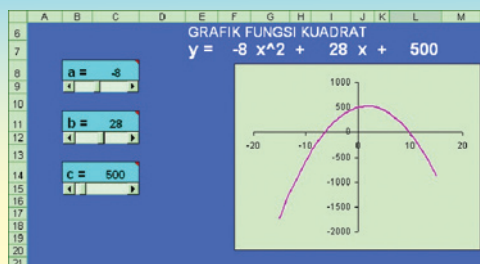 A B C D E F G H I J K L M
6 GRAFIK FUNGSI KUADRAT
7 y = -8 x^2 + 28 x + 500
8 a = -8
9
10
11 b = 28
12
13
14 c = 500
15
16
17
18
19
20
21
1000
500
-20 -10 0 10 20
-500
-1000
-1500
-2000